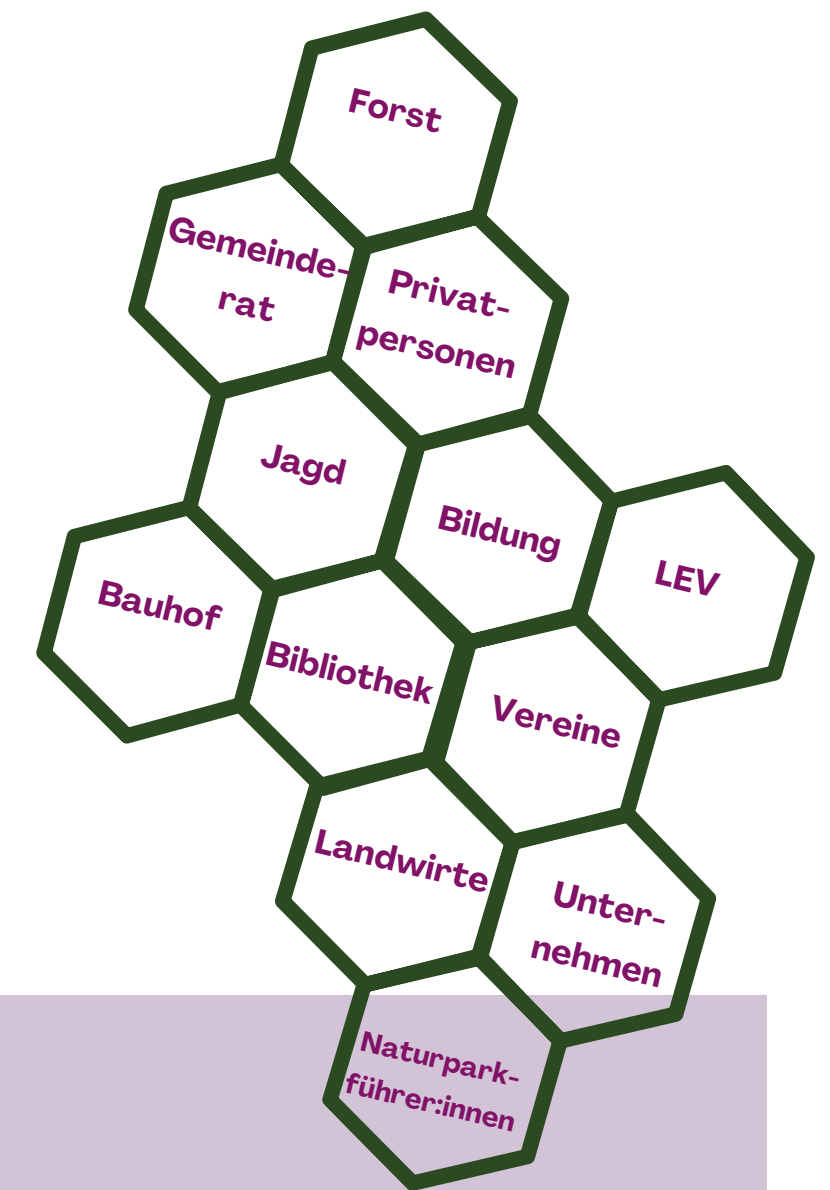 Forst
Gemeinde-
rat
Privat-
personen
Jagd
Bildung
LEV
Bauhof
Bibliothek
Vereine
Landwirte
Unter-
nehmen
Naturpark-
führer:innen